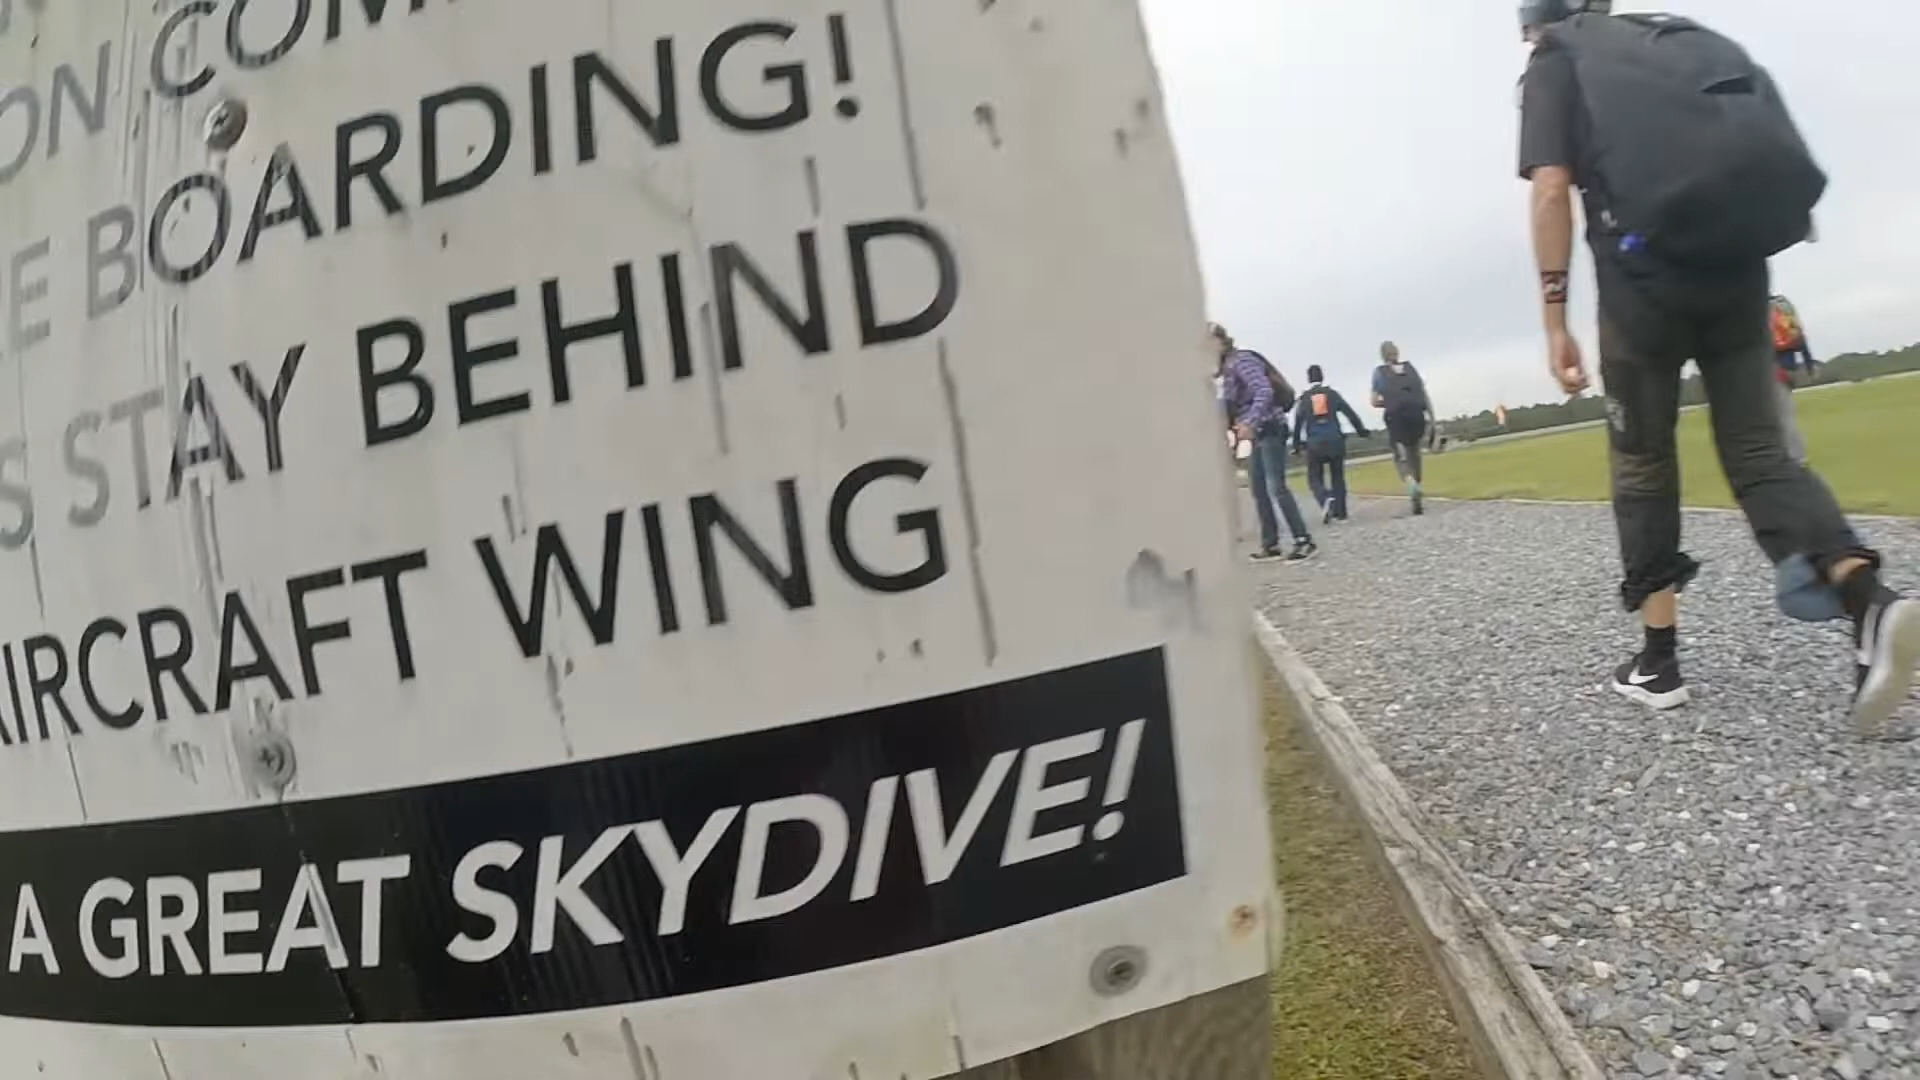 ON COM
E BOARDING!
S STAY BEHIND
AIRCRAFT WING
A GREAT SKYDIVE!